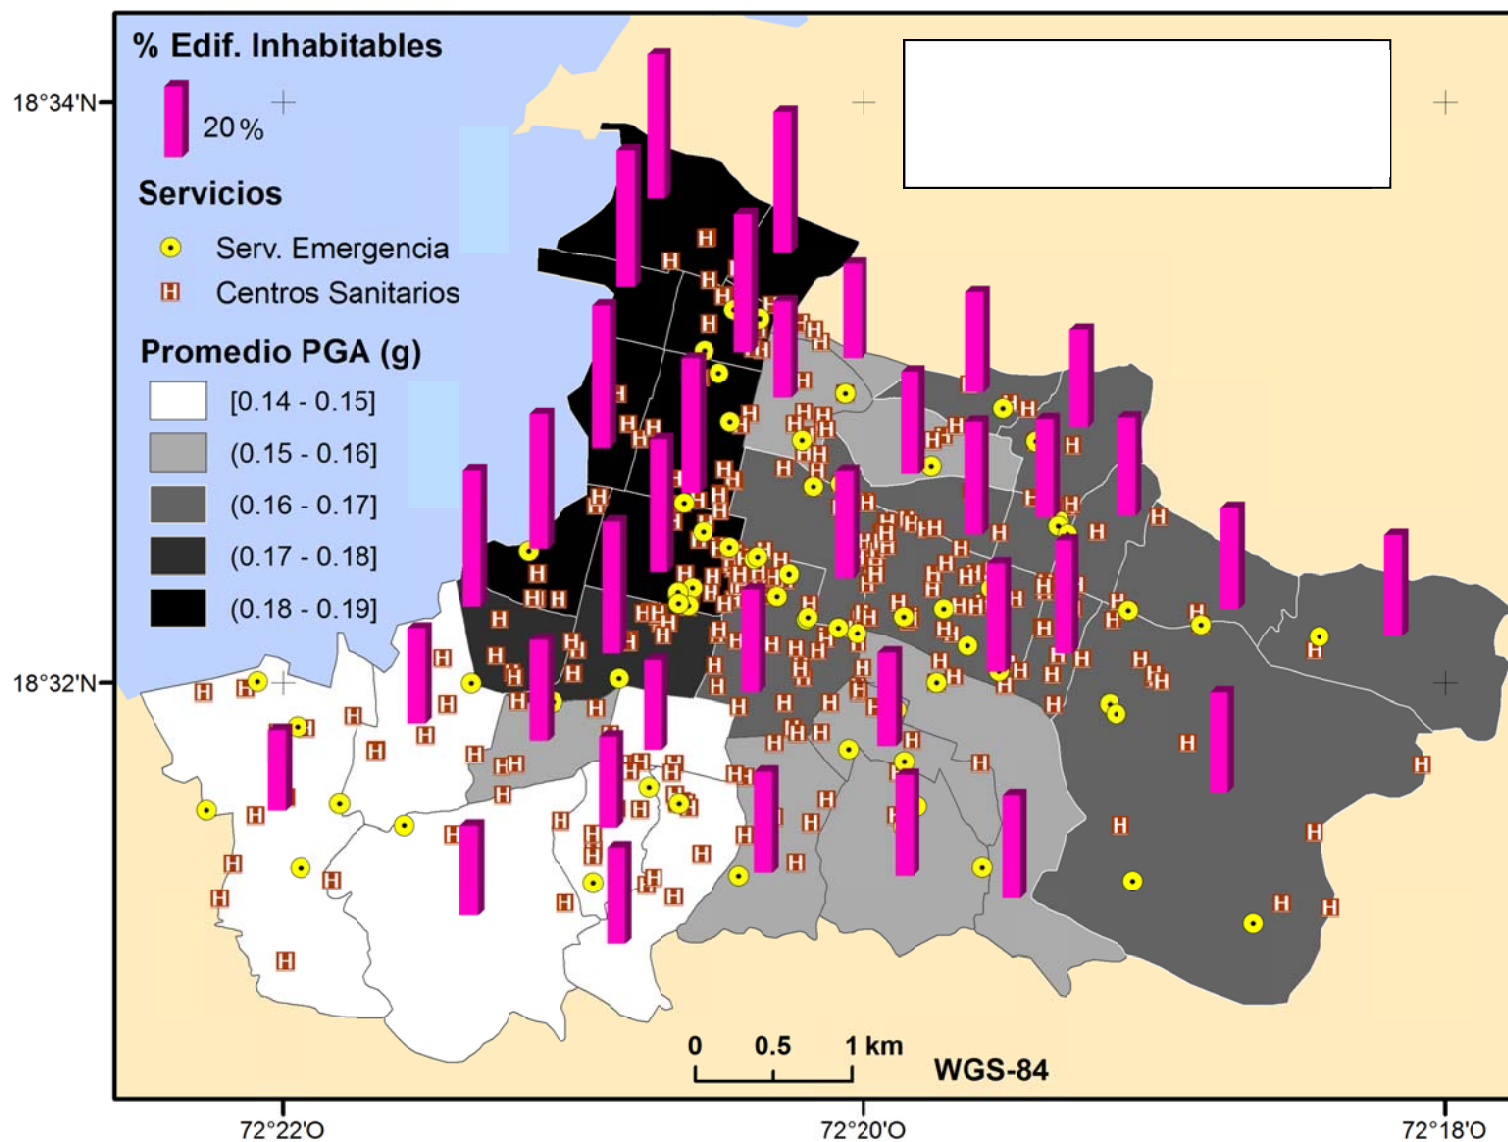 % Edif. Inhabitables
20 %
Servicios
Serv. Emergencia
H Centros Sanitarios
Promedio PGA (g)
[0.14 - 0.15]
(0.15 - 0.16]
(0.16 - 0.17]
(0.17 - 0.18]
(0.18 - 0.19]
18°34'N
18°32'N
0 0.5 1 km
WGS-84
72°22'O 72°20'O 72°18'O